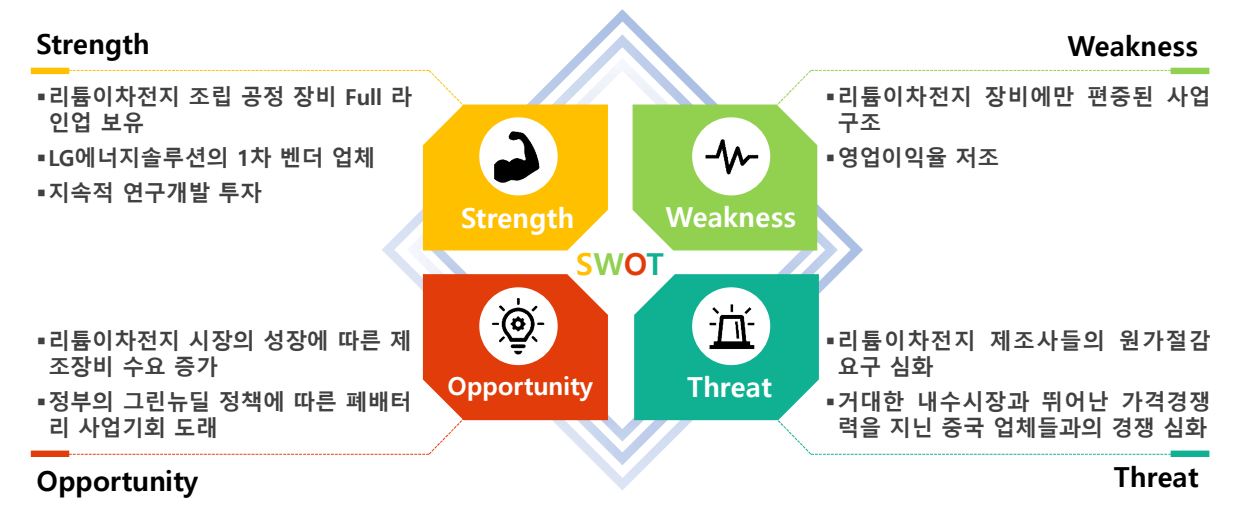 Strength
▪리튬이차전지 조립 공정 장비 Full 라
인업 보유
▪LG에너지솔루션의 1차 벤더 업체
▪지속적 연구개발 투자
Weakness
▪리튬이차전지 장비에만 편중된 사업
구조
▪영업이익율 저조
Strength
Weakness
SWOT
Opportunity
Threat
▪리튬이차전지 시장의 성장에 따른 제
조장비 수요 증가
▪정부의 그린뉴딜 정책에 따른 폐배터
리 사업기회 도래
Opportunity
▪리튬이차전지 제조사들의 원가절감
요구 심화
▪거대한 내수시장과 뛰어난 가격경쟁
력을 지닌 중국 업체들과의 경쟁 심화
Threat